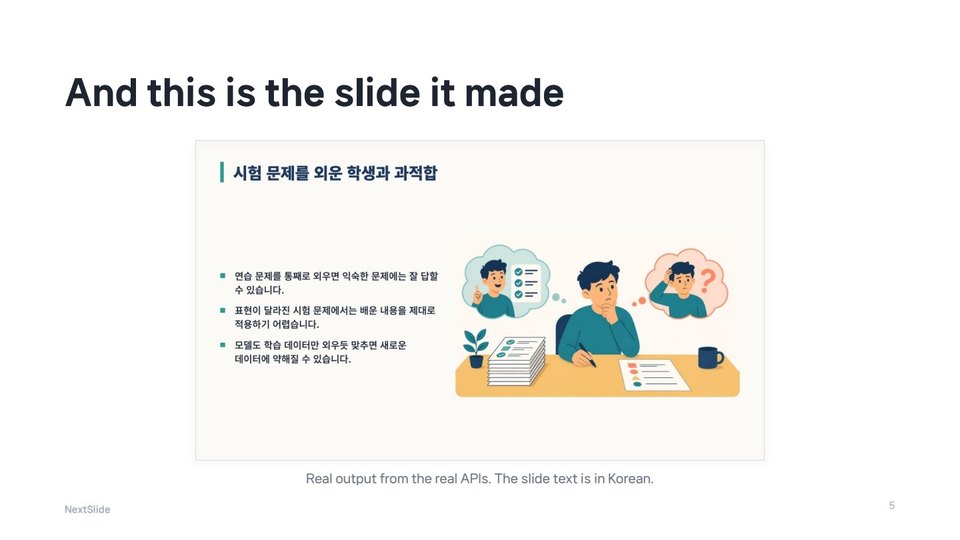 And this is the slide it made
시험 문제를 외운 학생과 과적합
연습 문제를 통째로 외우면 익숙한 문제에는 잘 답할
수 있습니다.
표현이 달라진 시험 문제에서는 배운 내용을 제대로
적용하기 어렵습니다.
모델도 학습 데이터만 외우듯 맞추면 새로운
데이터에 약해질 수 있습니다.
?
Real output from the real APIs. The slide text is in Korean.
NextSlide
5